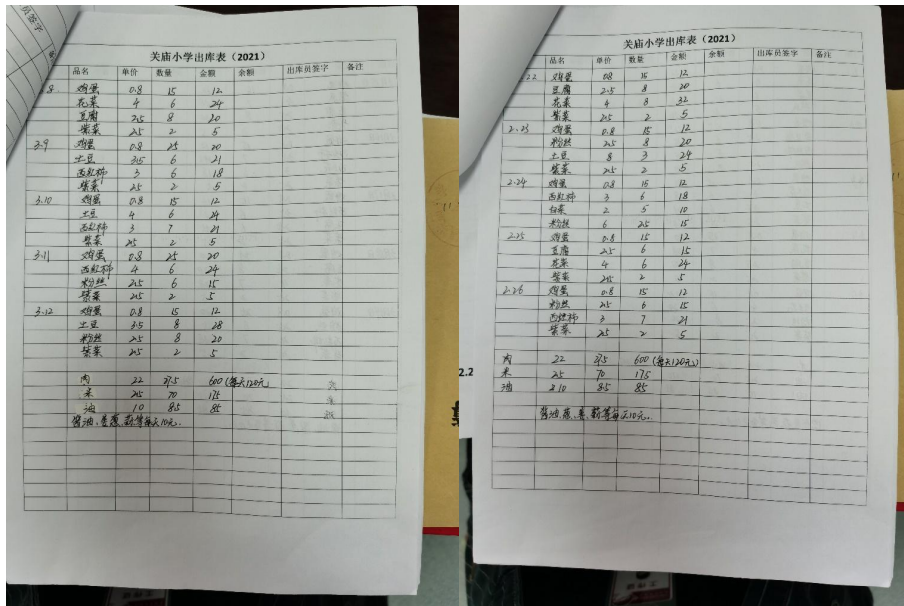 员签字
关庙小学出库表（2021）
品名 单价 数量 金额 余额 出库员签字 备注
8 鸡蛋 0.8 15 12
花菜 4 6 24
豆腐 2.5 8 20
紫菜 2.5 2 5
3.9 鸡蛋 0.8 25 20
土豆 3.5 6 21
西红柿 3 6 18
紫菜 2.5 2 5
3.10 鸡蛋 0.8 15 12
土豆 4 6 24
西红柿 3 7 21
紫菜 2.5 2 5
3.11 鸡蛋 0.8 25 20
西红柿 4 6 24
粉丝 2.5 6 15
紫菜 2.5 2 5
3.12 鸡蛋 0.8 15 12
土豆 3.5 8 28
粉丝 2.5 8 20
紫菜 2.5 2 5
肉 22 27.5 600（每天120元
米 2.5 70 175
油 10 8.5 85
酱油、姜、葱、蒜等每天10元.
关庙小学出库表（2021）
品名 单价 数量 金额 余额 出库员签字 备注
22 鸡蛋 0.8 15 12
豆腐 2.5 8 20
花菜 4 8 32
紫菜 2.5 2 5
2.23 鸡蛋 0.8 15 12
粉丝 2.5 8 20
土豆 8 3 24
紫菜 2.5 2 5
2.24 鸡蛋 0.8 15 12
西红柿 3 6 18
白菜 2 5 10
粉丝 6 2.5 15
2.25 鸡蛋 0.8 15 12
豆腐 2.5 6 15
花菜 4 6 24
紫菜 2.5 2 5
2.26 鸡蛋 0.8 15 12
粉丝 2.5 6 15
西红柿 3 7 21
紫菜 2.5 2 5
肉 22 27.5 600（每天120元）
米 2.5 70 175
油 10 8.5 85
酱油、葱、姜、蒜等每天10元.
2.2